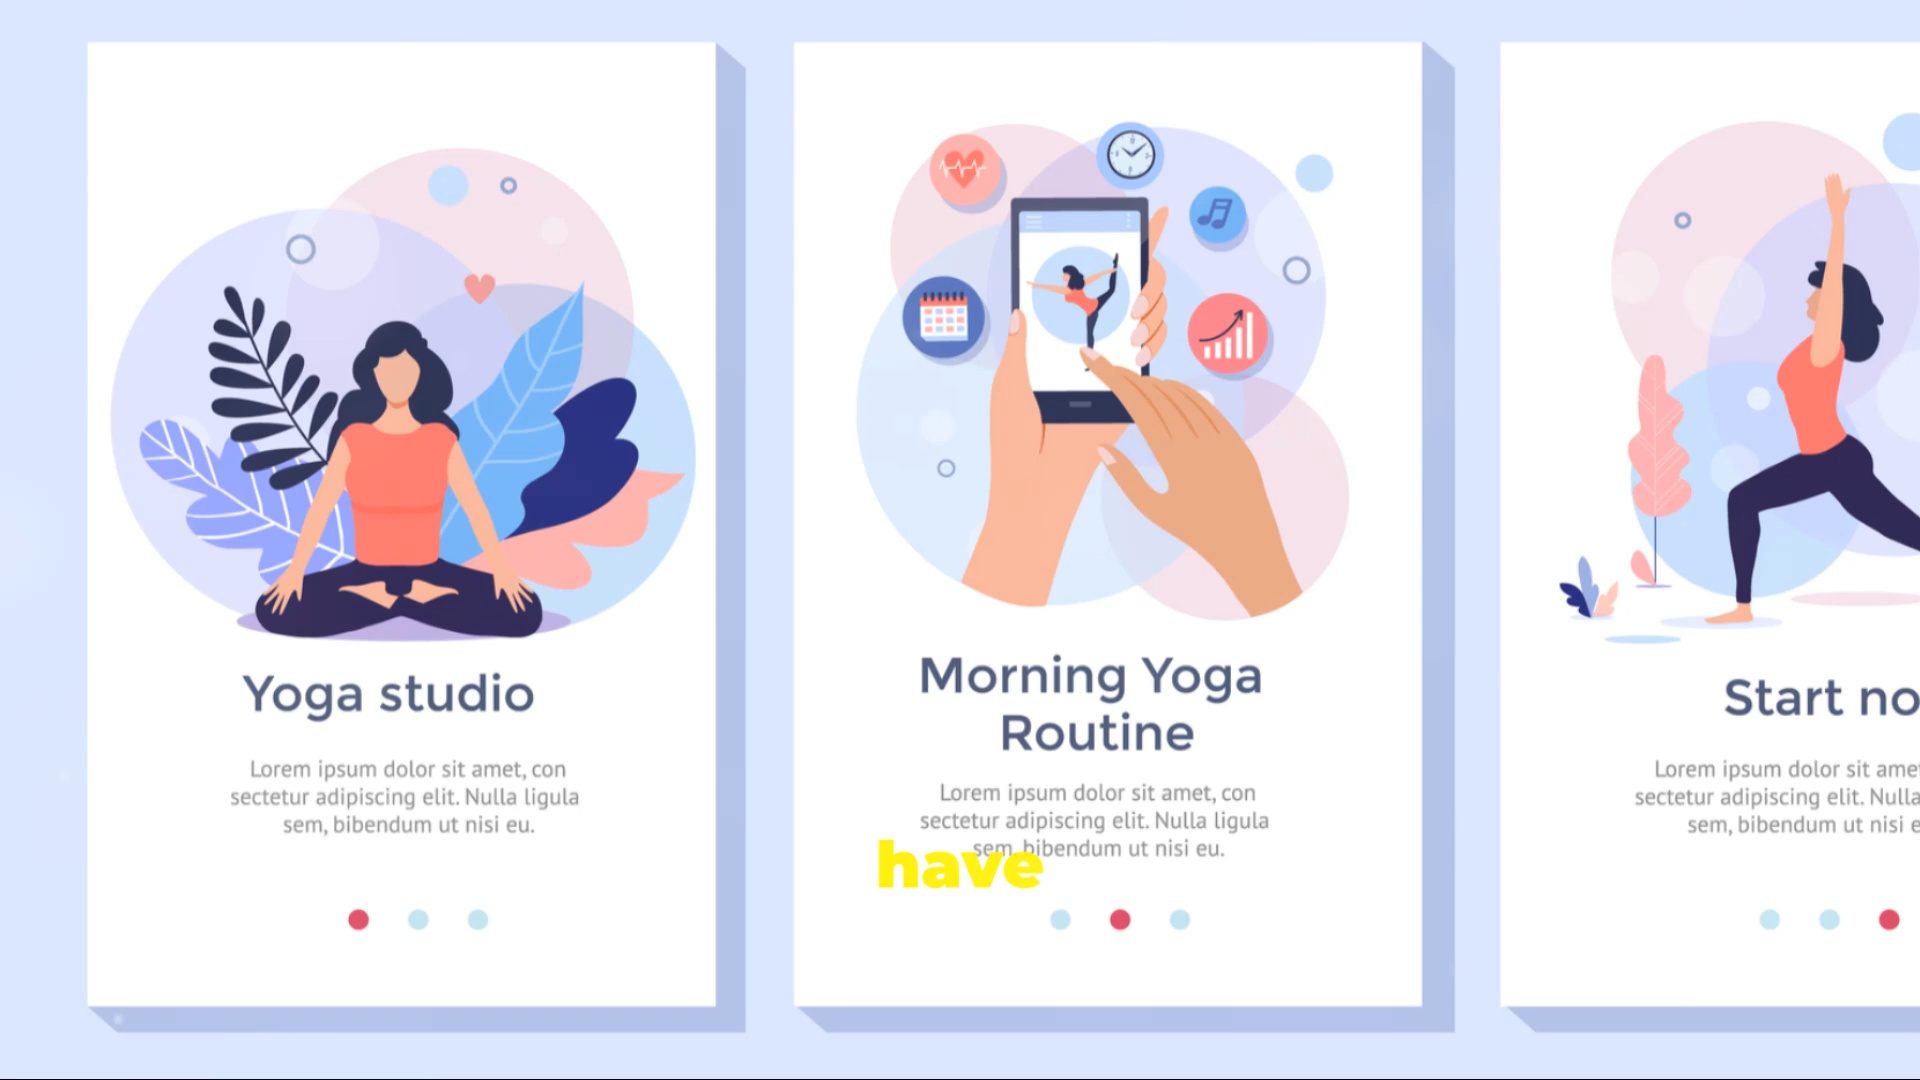 Yoga studio
Lorem ipsum dolor sit amet, con
sectetur adipiscing elit. Nulla ligula
sem, bibendum ut nisi eu.
Morning Yoga
Routine
Lorem ipsum dolor sit amet, con
sectetur adipiscing elit. Nulla ligula
sem, bibendum ut nisi eu.
have
Start no
Lorem ipsum dolor sit amet
sectetur adipiscing elit. Nulla
sem, bibendum ut nisi e